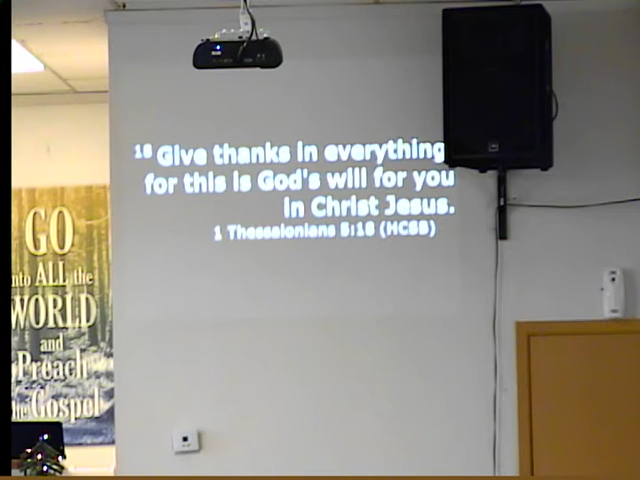 18 Give thanks in everything
for this is God's will for you
in Christ Jesus.
1 Thessalonians 5:18 (HCSB)
GO
nto ALL the
WORLD
and
Preach
the Gospel